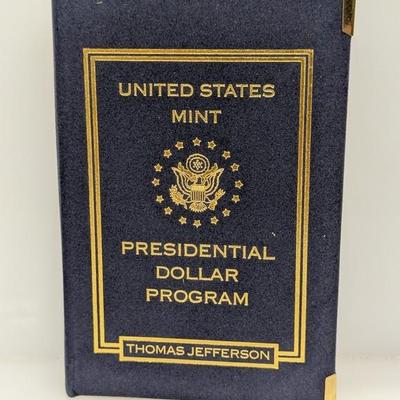 UNITED STATES
MINT
PRESIDENTIAL
DOLLAR
PROGRAM
THOMAS JEFFERSON